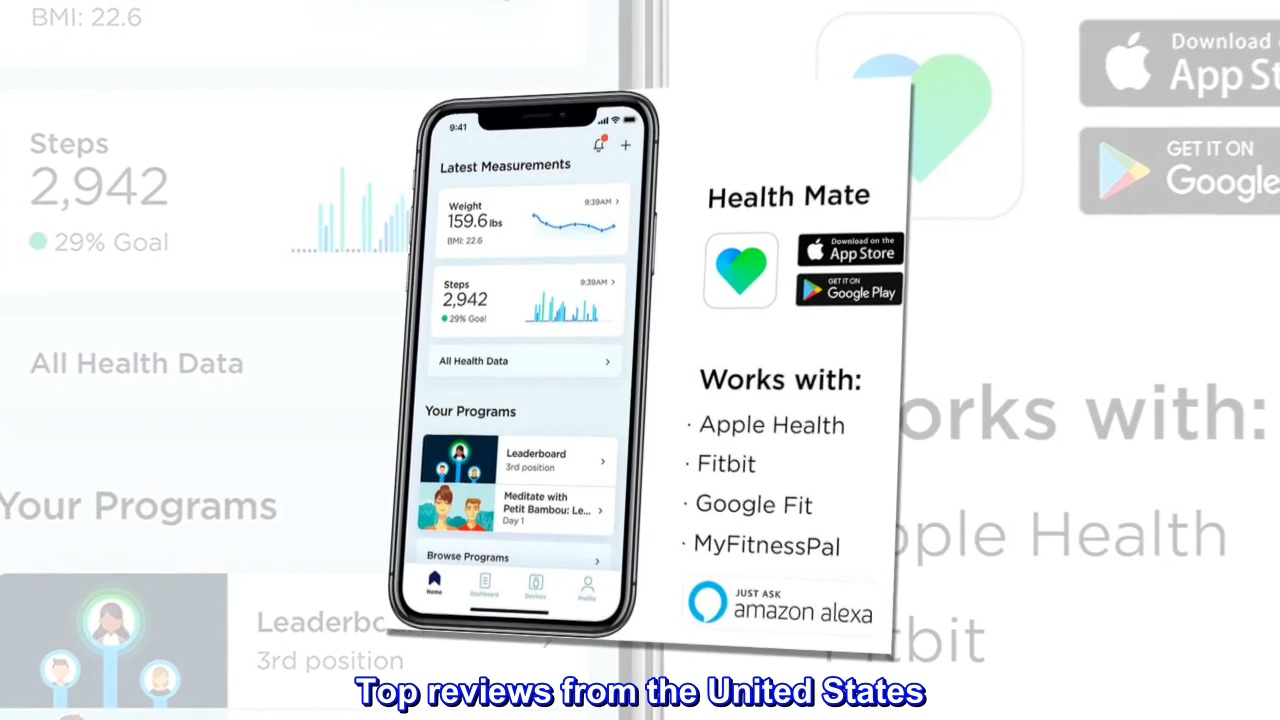 BMI: 22.6
Steps
2,942
29% Goal
All Health Data
Your Programs
Leaderbo
3rd position
Download o
App St
GET IT ON
Google
orks with:
pple Health
itbit
9:41
Latest Measurements
Weight
9:39AM
159.6 lbs
BMI: 22.6
Steps
9:39AM
2,942
29% Goal
All Health Data
Your Programs
Leaderboard
3rd position
Meditate with
Petit Bambou: Le...
Day 1
Browse Programs
Home
Dashboard
Devices
Profile
Health Mate
Download on the
App Store
GET IT ON
Google Play
Works with:
· Apple Health
· Fitbit
· Google Fit
· MyFitnessPal
JUST ASK
amazon alexa
Top reviews from the United States